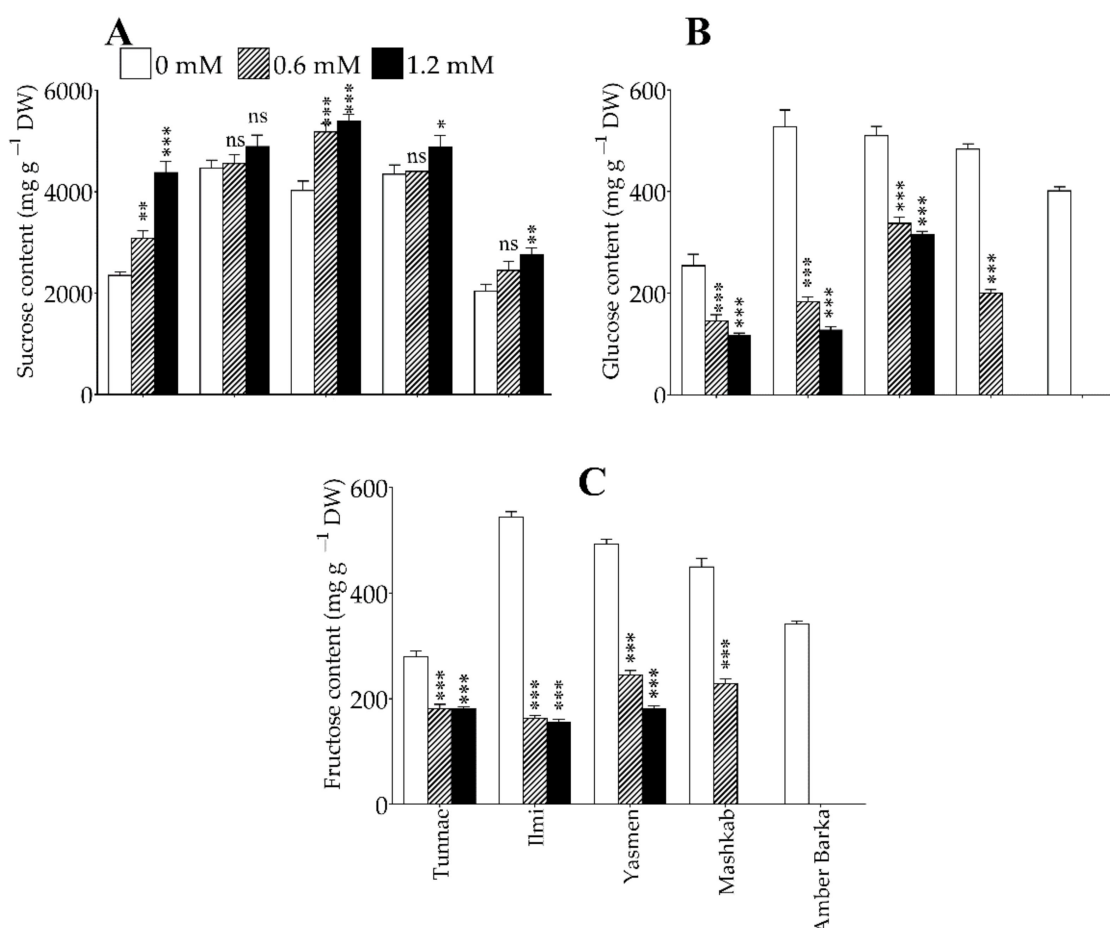 A
B
0 mM 0.6 mM 1.2 mM
Sucrose content (mg g⁻¹ DW)
6000
4000
2000
0
** ***
ns ns
*** ***
ns *
ns **
Glucose content (mg g⁻¹ DW)
600
400
200
0
*** ***
*** ***
*** ***
***
C
Fructose content (mg g⁻¹ DW)
600
400
200
0
*** ***
*** ***
*** ***
***
Tunnac
Ilmi
Yasmen
Mashkab
Amber Barka